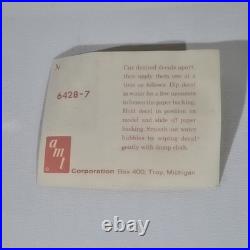 Cut desired decals apart,
then apply them one at a
time as follows: Dip decal
in water for a few moments
to loosen the paper backing.
Hold decal in position on
model and slide off paper
backing. Smooth out water
bubbles by wiping decal
gently with damp cloth.
6428-7
amt
Corporation Box 400, Troy, Michigan